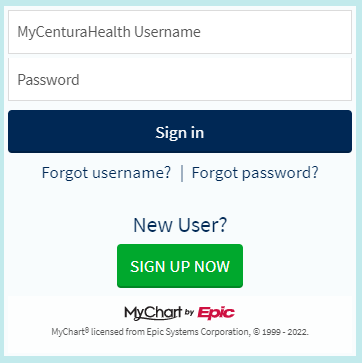 MyCenturaHealth Username
Password
Sign in
Forgot username? | Forgot password?
New User?
SIGN UP NOW
MyChart by Epic
MyChart® licensed from Epic Systems Corporation, © 1999 - 2022.